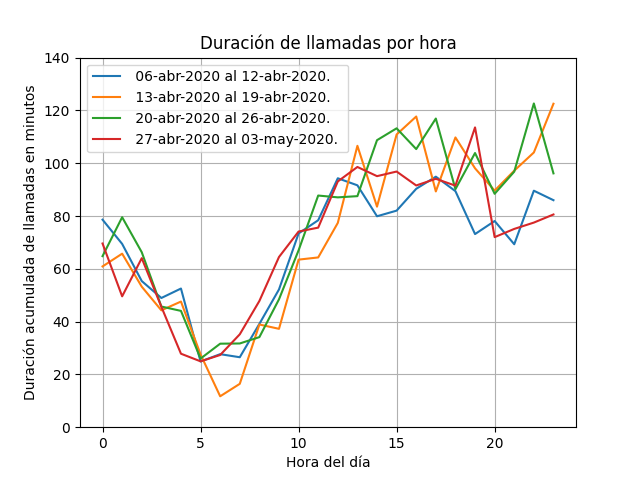 Duración de llamadas por hora
06-abr-2020 al 12-abr-2020.
13-abr-2020 al 19-abr-2020.
20-abr-2020 al 26-abr-2020.
27-abr-2020 al 03-may-2020.
Duración acumulada de llamadas en minutos
140
120
100
80
60
40
20
0
0 5 10 15 20
Hora del día